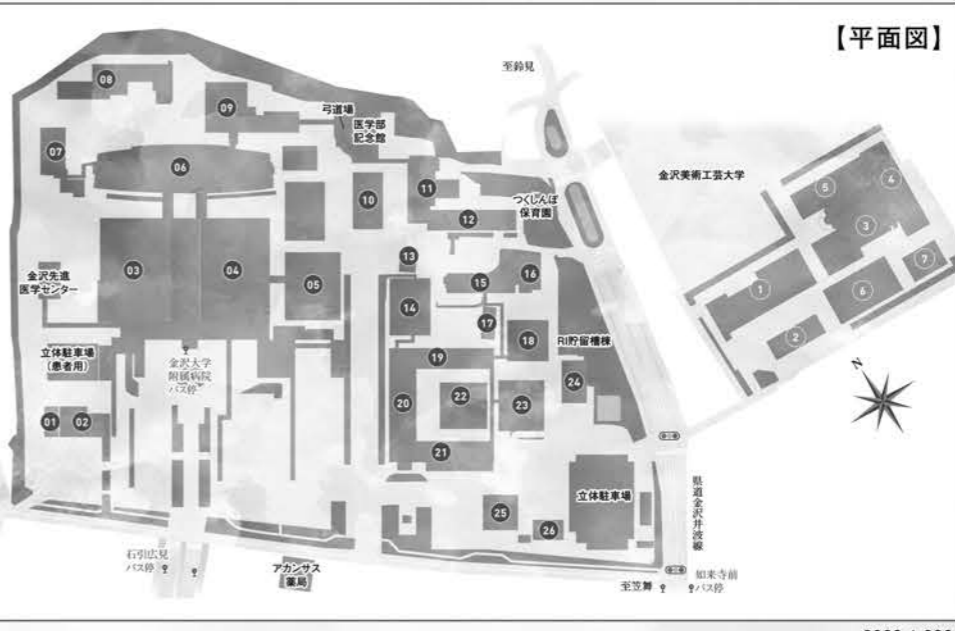 【平面図】
至鈴見
08
09
弓道場
医学部
記念館
07
06
10
11
つくしんぼ
保育園
12
金沢美術工芸大学
5
4
3
7
1
6
2
N
03
04
05
金沢先進
医学センター
13
14
15
16
17
18
RI貯留槽棟
立体駐車場
(患者用)
金沢大学
附属病院
バス停
19
20
22
23
24
01
02
21
立体駐車場
県道金沢井波線
25
26
石引広見
バス停
アカンサス
薬局
至笠舞
如来寺前
バス停